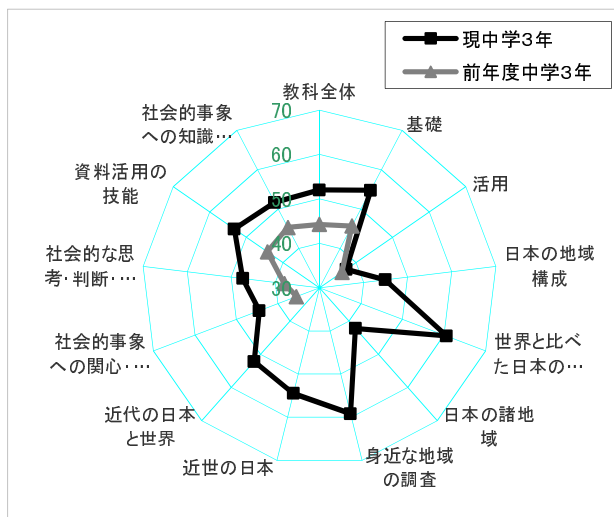 現中学3年
前年度中学3年
教科全体
基礎
活用
日本の地域
構成
世界と比べ
た日本の…
日本の諸地
域
身近な地域
の調査
近世の日本
近代の日本
と世界
社会的事象
への関心・…
社会的な思
考・判断・…
資料活用の
技能
社会的事象
への知識…
70
60
50
40
30